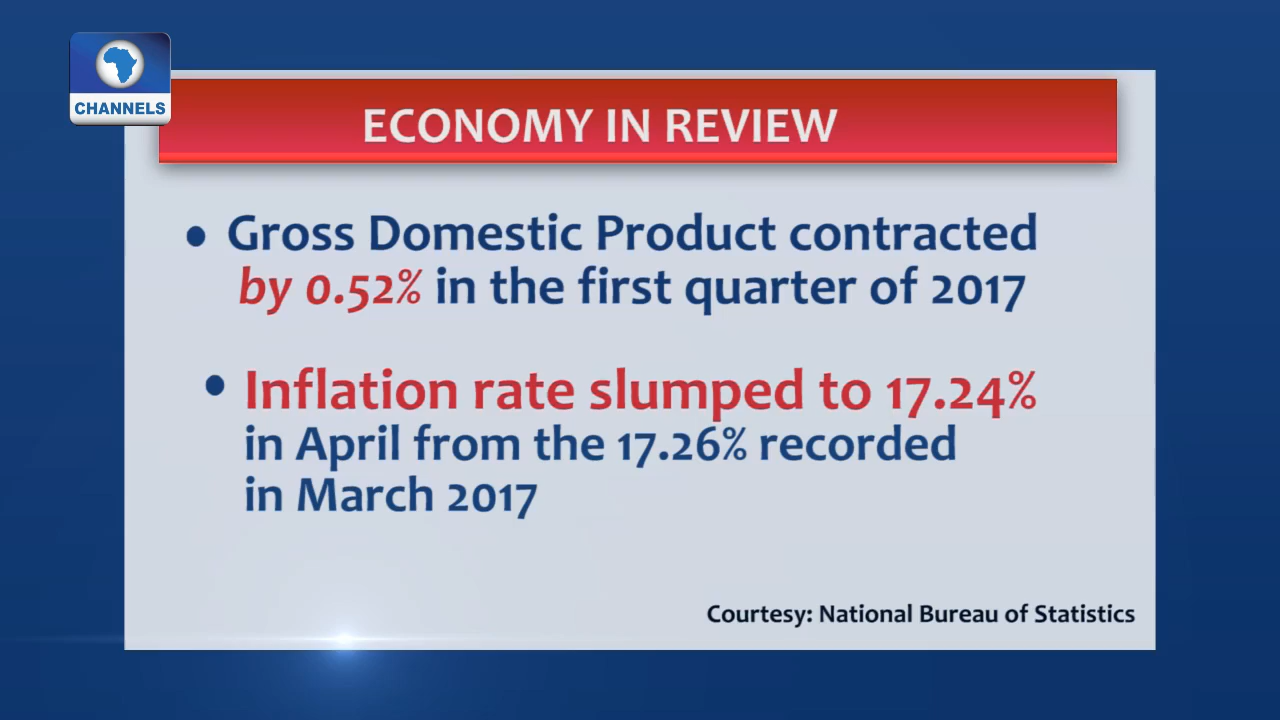 CHANNELS
ECONOMY IN REVIEW
• Gross Domestic Product contracted
by 0.52% in the first quarter of 2017
• Inflation rate slumped to 17.24%
in April from the 17.26% recorded
in March 2017
Courtesy: National Bureau of Statistics